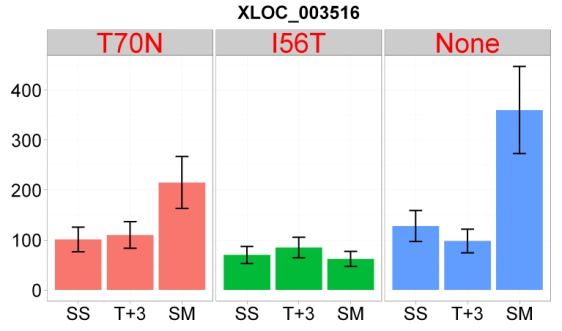 XLOC_003516
T70N I56T None
400
300
200
100
0
SS T+3 SM SS T+3 SM SS T+3 SM